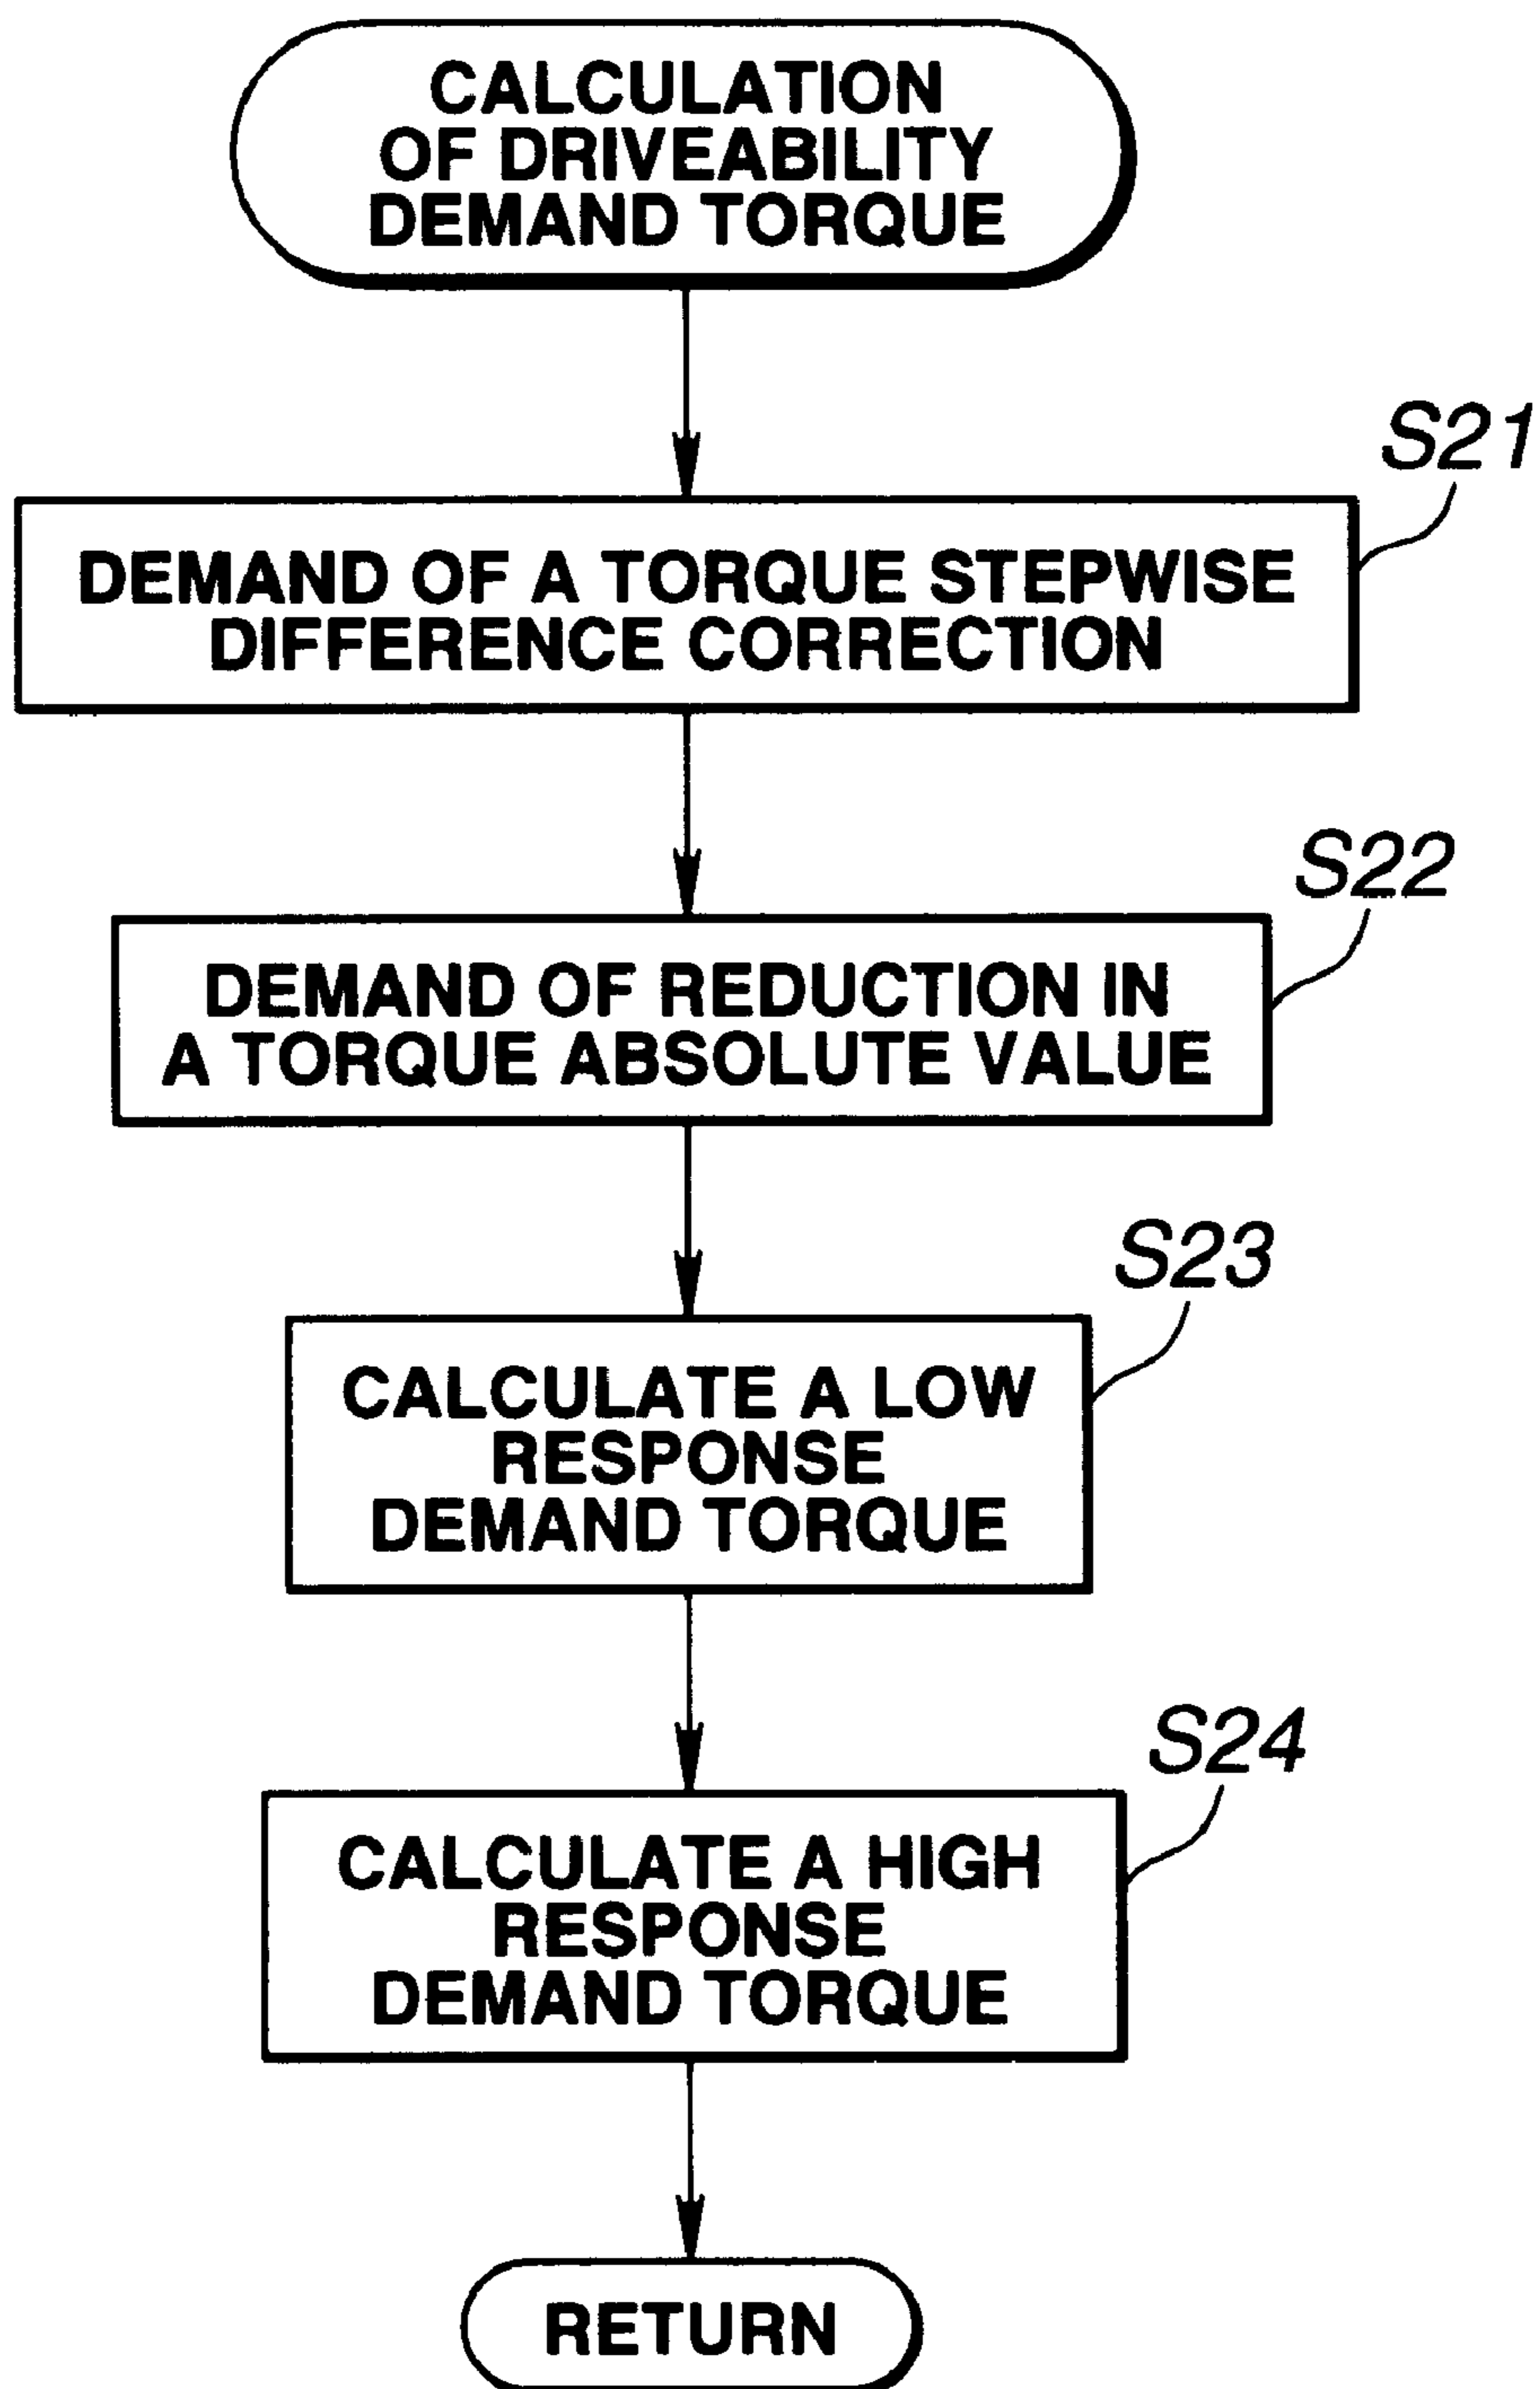 CALCULATION
OF DRIVEABILITY
DEMAND TORQUE
S21
DEMAND OF A TORQUE STEPWISE
DIFFERENCE CORRECTION
S22
DEMAND OF REDUCTION IN
A TORQUE ABSOLUTE VALUE
S23
CALCULATE A LOW
RESPONSE
DEMAND TORQUE
S24
CALCULATE A HIGH
RESPONSE
DEMAND TORQUE
RETURN